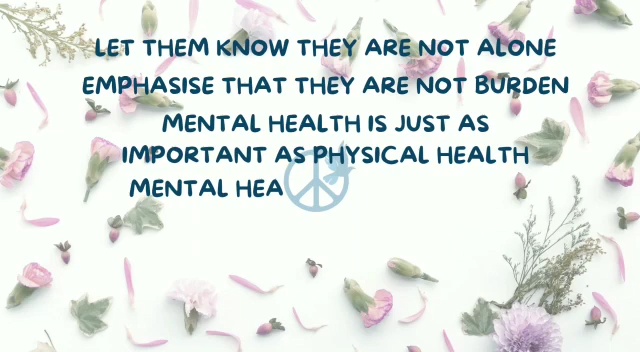 LET THEM KNOW THEY ARE NOT ALONE
EMPHASISE THAT THEY ARE NOT BURDEN
MENTAL HEALTH IS JUST AS
IMPORTANT AS PHYSICAL HEALTH
MENTAL HEA